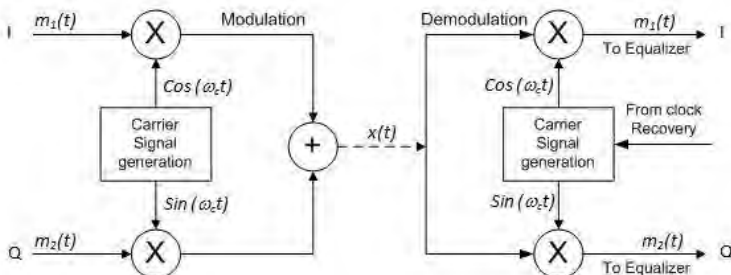 I
m₁(t)
X
Modulation
Cos (ω𝑐t)
Carrier
Signal
generation
Sin (ω𝑐t)
Q
m₂(t)
X
+
x(t)
Demodulation
X
m₁(t)
I
To Equalizer
Cos (ω𝑐t)
Carrier
Signal
generation
From clock
Recovery
Sin (ω𝑐t)
X
m₂(t)
Q
To Equalizer